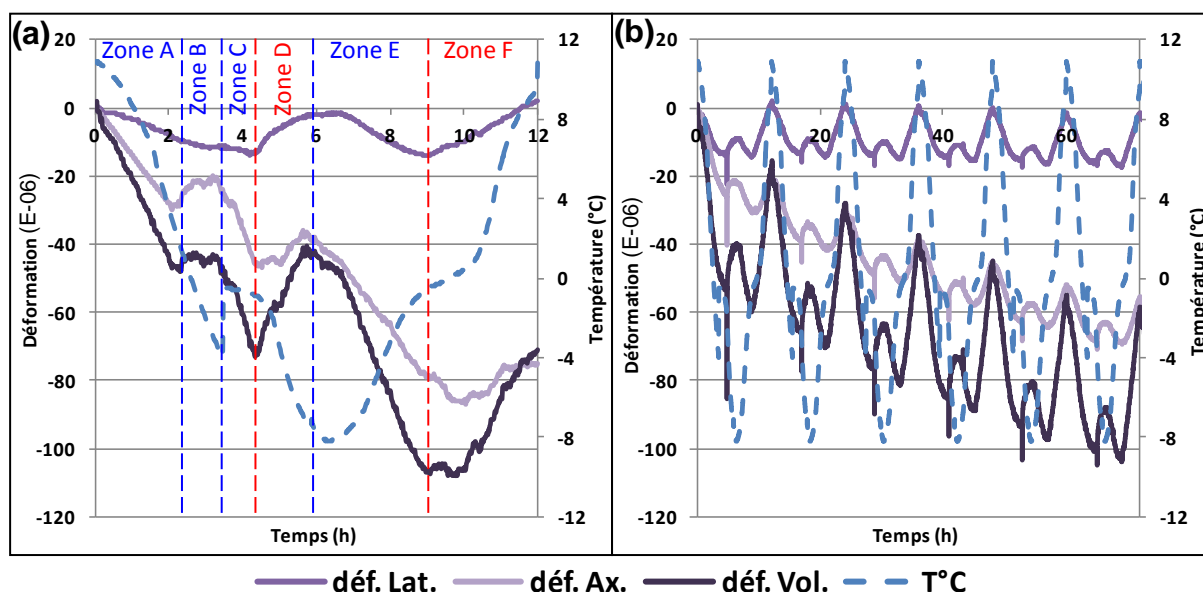 (a)
Zone A
Zone B
Zone C
Zone D
Zone E
Zone F
20
0
-20
-40
-60
-80
-100
-120
Déformation (E-06)
0 2 4 6 8 10 12
12
8
4
0
-4
-8
-12
Température (°C)
Temps (h)
(b)
20
0
-20
-40
-60
-80
-100
-120
Déformation (E-06)
0 20 40 60
12
8
4
0
-4
-8
-12
Température (°C)
Temps (h)
déf. Lat. déf. Ax. déf. Vol. T°C